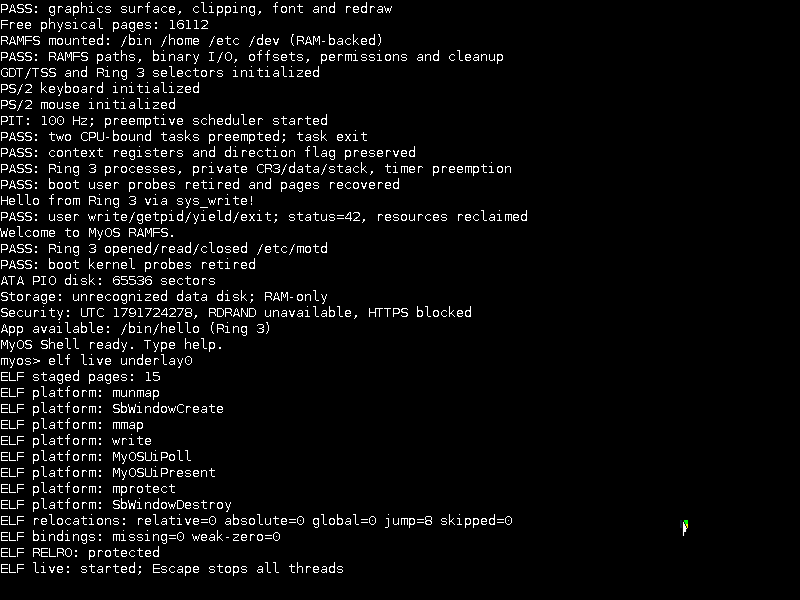 PASS: graphics surface, clipping, font and redraw
Free physical pages: 16112
RAMFS mounted: /bin /home /etc /dev (RAM-backed)
PASS: RAMFS paths, binary I/O, offsets, permissions and cleanup
GDT/TSS and Ring 3 selectors initialized
PS/2 keyboard initialized
PS/2 mouse initialized
PIT: 100 Hz; preemptive scheduler started
PASS: two CPU-bound tasks preempted; task exit
PASS: context registers and direction flag preserved
PASS: Ring 3 processes, private CR3/data/stack, timer preemption
PASS: boot user probes retired and pages recovered
Hello from Ring 3 via sys_write!
PASS: user write/getpid/yield/exit; status=42, resources reclaimed
Welcome to MyOS RAMFS.
PASS: Ring 3 opened/read/closed /etc/motd
PASS: boot kernel probes retired
ATA PIO disk: 65536 sectors
Storage: unrecognized data disk; RAM-only
Security: UTC 1791724278, RDRAND unavailable, HTTPS blocked
App available: /bin/hello (Ring 3)
MyOS Shell ready. Type help.
myos> elf live underlay0
ELF staged pages: 15
ELF platform: munmap
ELF platform: SbWindowCreate
ELF platform: mmap
ELF platform: write
ELF platform: MyOSUiPoll
ELF platform: MyOSUiPresent
ELF platform: mprotect
ELF platform: SbWindowDestroy
ELF relocations: relative=0 absolute=0 global=0 jump=8 skipped=0
ELF bindings: missing=0 weak-zero=0
ELF RELRO: protected
ELF live: started; Escape stops all threads